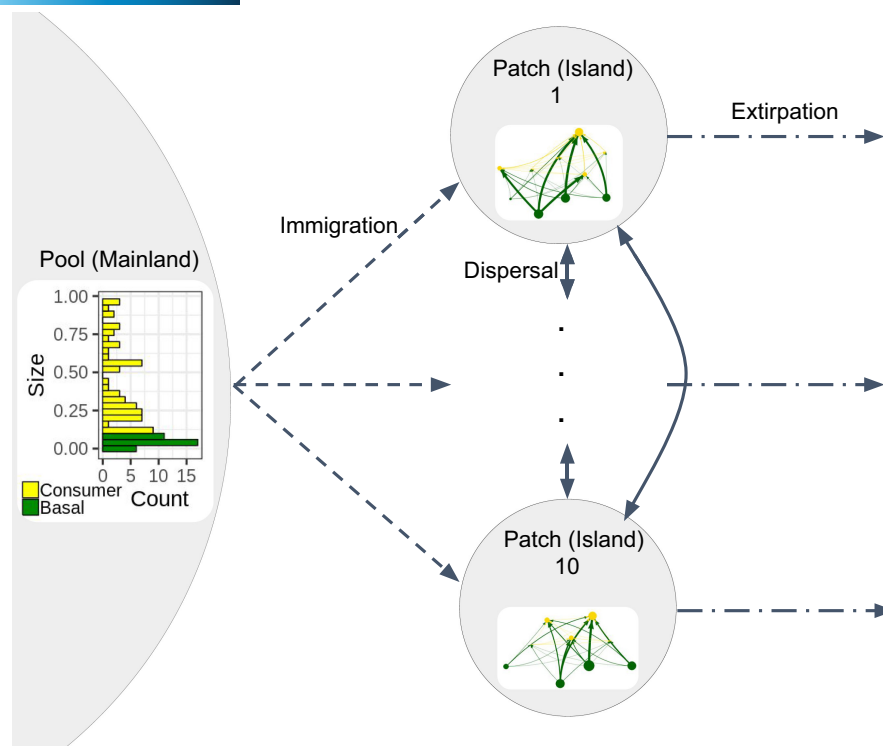 Patch (Island)
1
Extirpation
Immigration
Pool (Mainland)
Dispersal
1.00
0.75
0.50
0.25
0.00
Size
0 5 10 15
Count
Consumer
Basal
Patch (Island)
10